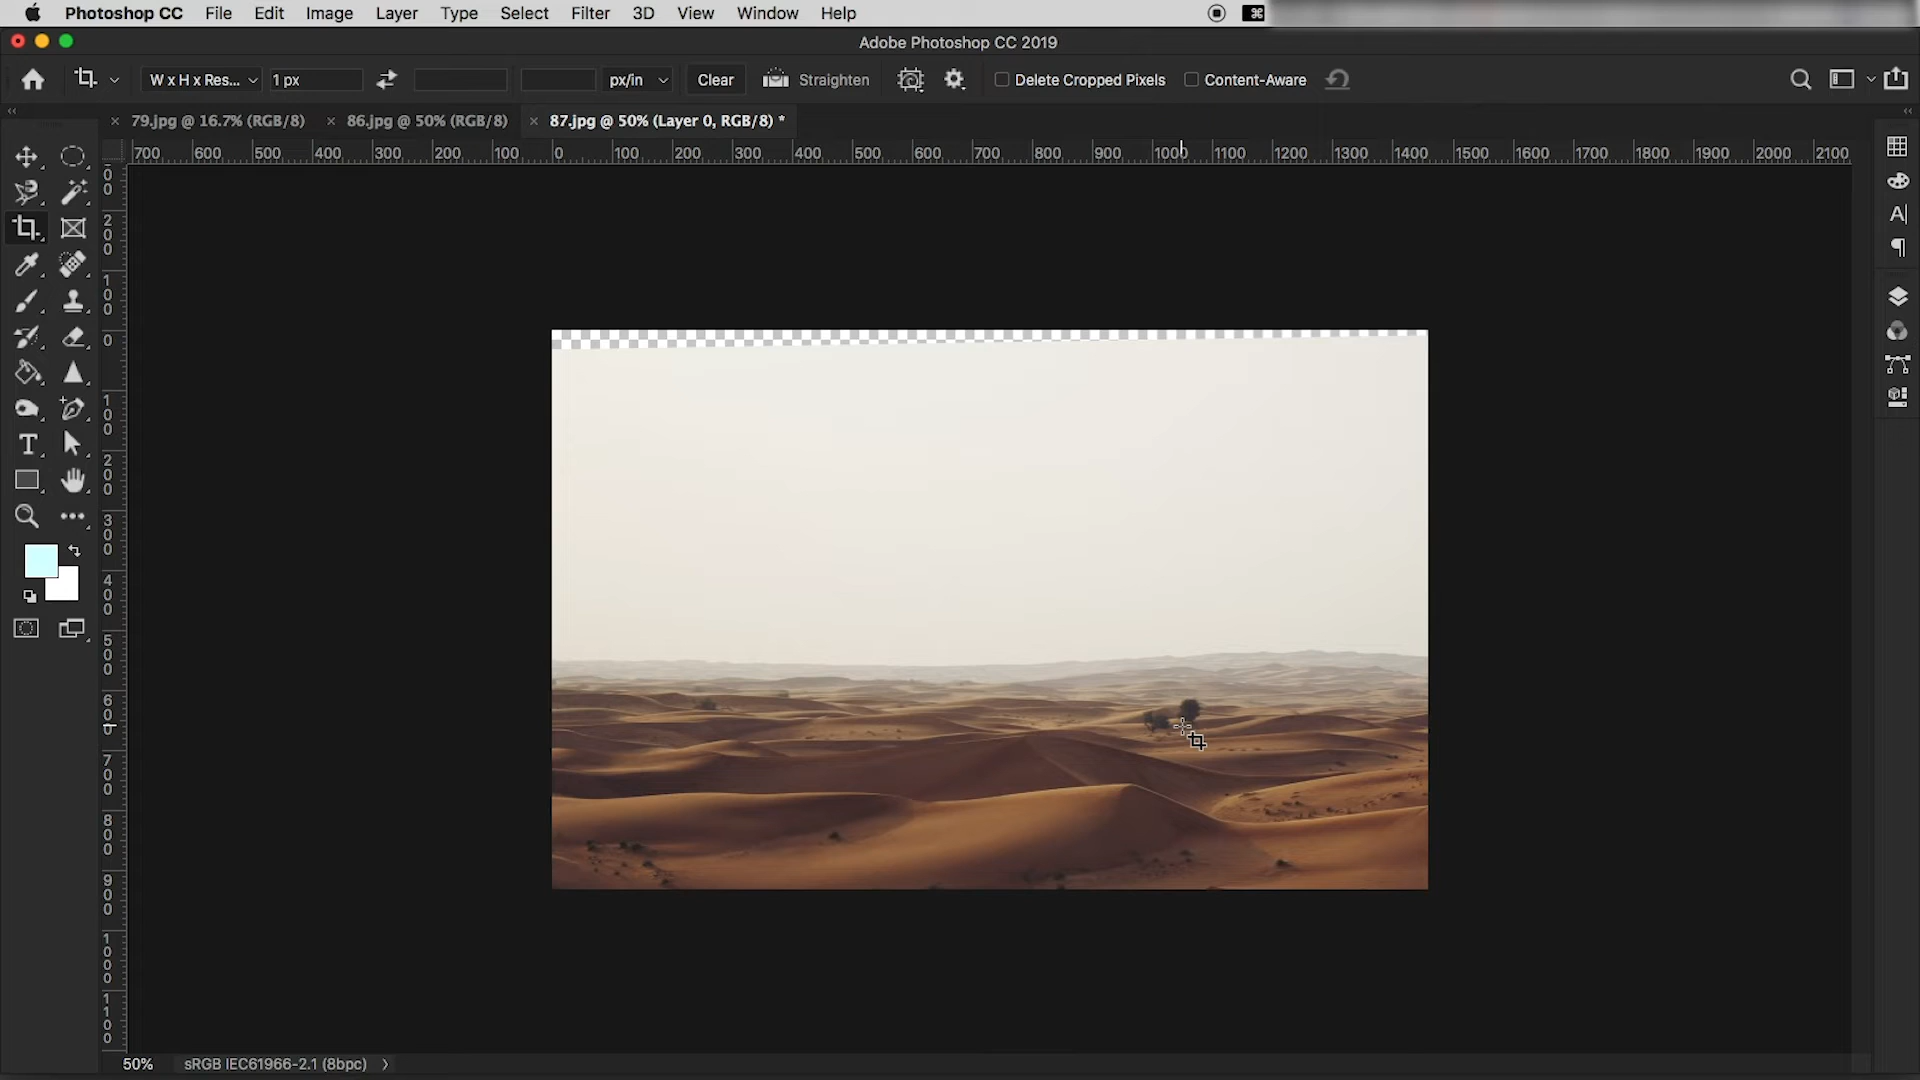 Photoshop CC File Edit Image Layer Type Select Filter 3D View Window Help
Adobe Photoshop CC 2019
W x H x Res... 1 px px/in Clear Straighten Delete Cropped Pixels Content-Aware
79.jpg @ 16.7% (RGB/8) 86.jpg @ 50% (RGB/8) 87.jpg @ 50% (Layer 0, RGB/8) *
700 600 500 400 300 200 100 0 100 200 300 400 500 600 700 800 900 1000 1100 1200 1300 1400 1500 1600 1700 1800 1900 2000 2100
00
200
100
0
100
200
300
400
500
600
700
800
900
1000
1100
50% sRGB IEC61966-2.1 (8bpc)